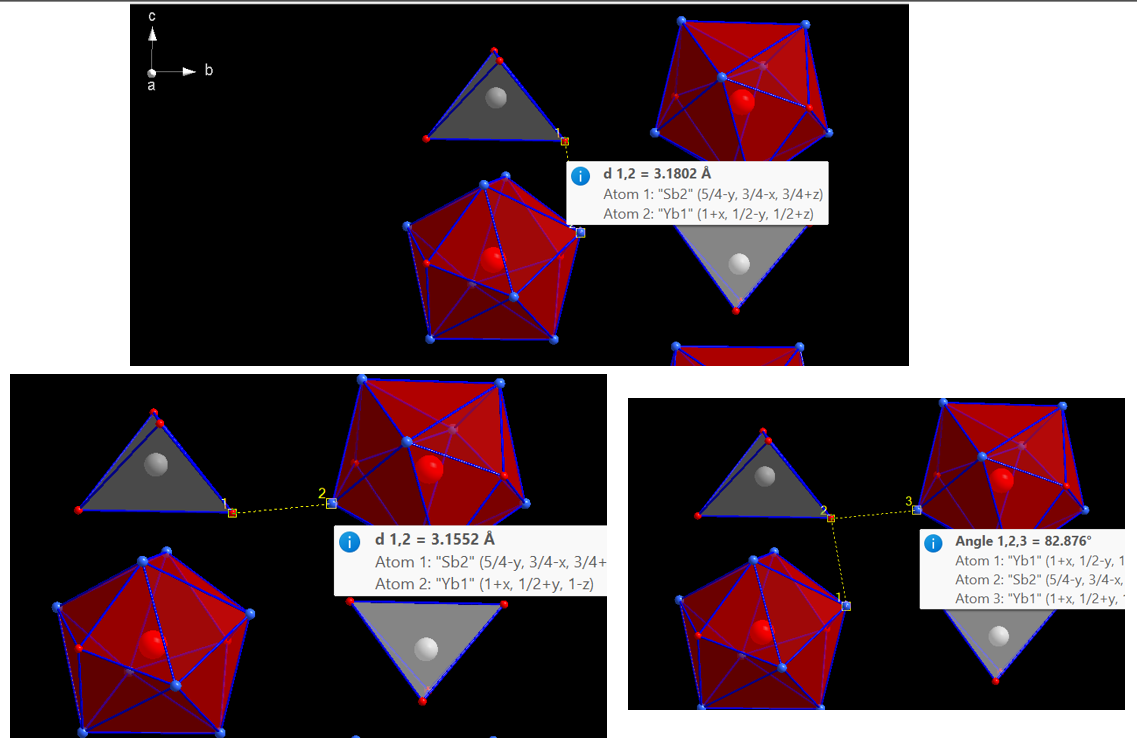 c
b
a
1
d 1,2 = 3.1802 Å
Atom 1: "Sb2" (5/4-y, 3/4-x, 3/4+z)
Atom 2: "Yb1" (1+x, 1/2-y, 1/2+z)
2
1
2
d 1,2 = 3.1552 Å
Atom 1: "Sb2" (5/4-y, 3/4-x, 3/4+
Atom 2: "Yb1" (1+x, 1/2+y, 1-z)
2
3
1
Angle 1,2,3 = 82.876°
Atom 1: "Yb1" (1+x, 1/2-y, 1
Atom 2: "Sb2" (5/4-y, 3/4-x,
Atom 3: "Yb1" (1+x, 1/2+y,